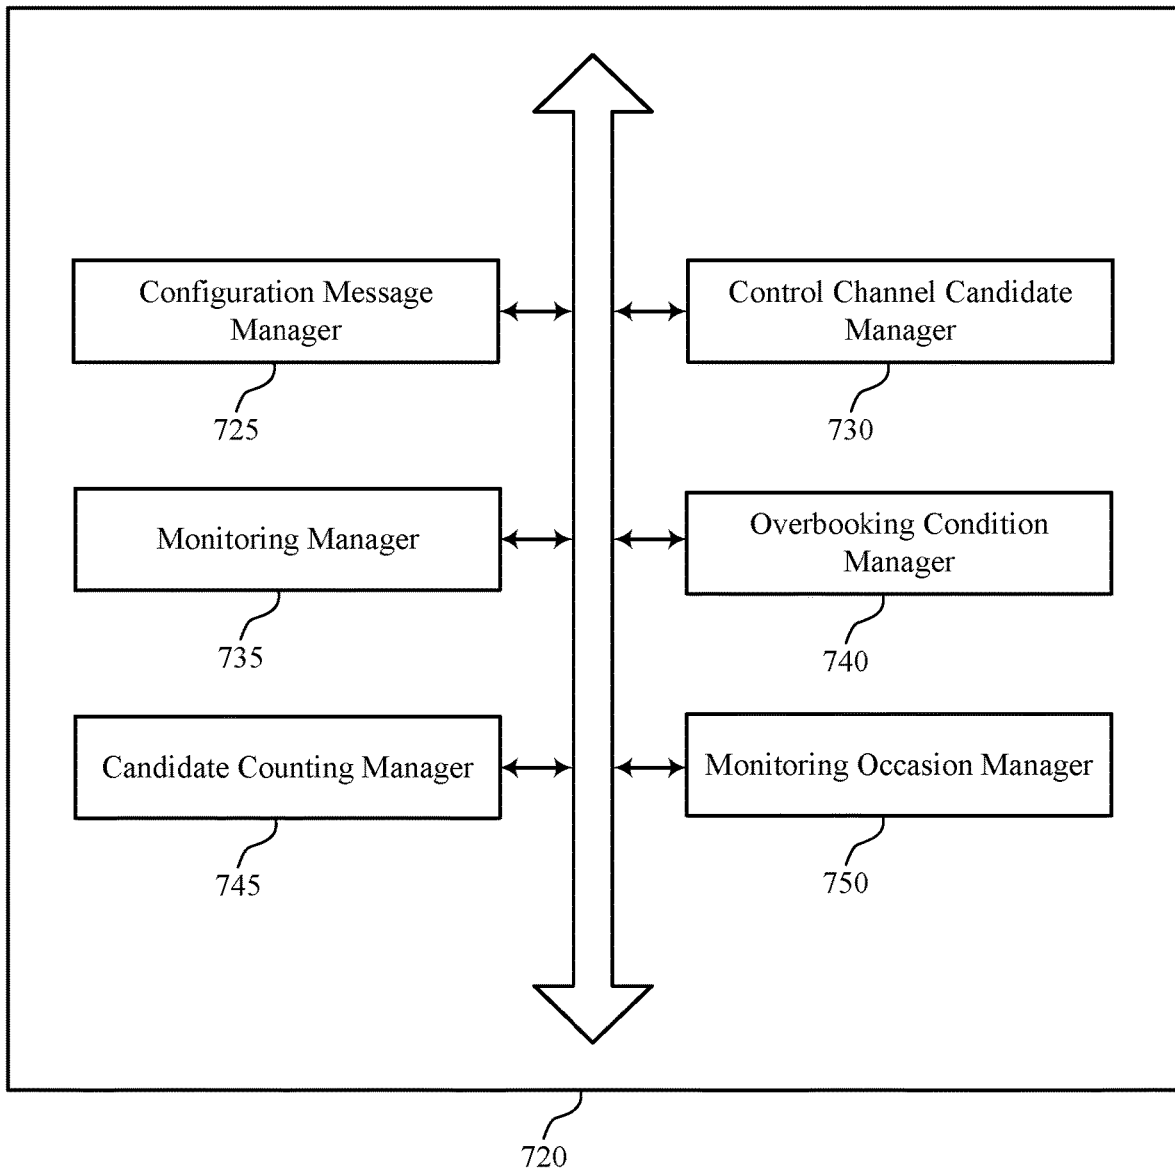 Configuration Message
Manager
725
Control Channel Candidate
Manager
730
Monitoring Manager
735
Overbooking Condition
Manager
740
Candidate Counting Manager
745
Monitoring Occasion Manager
750
720